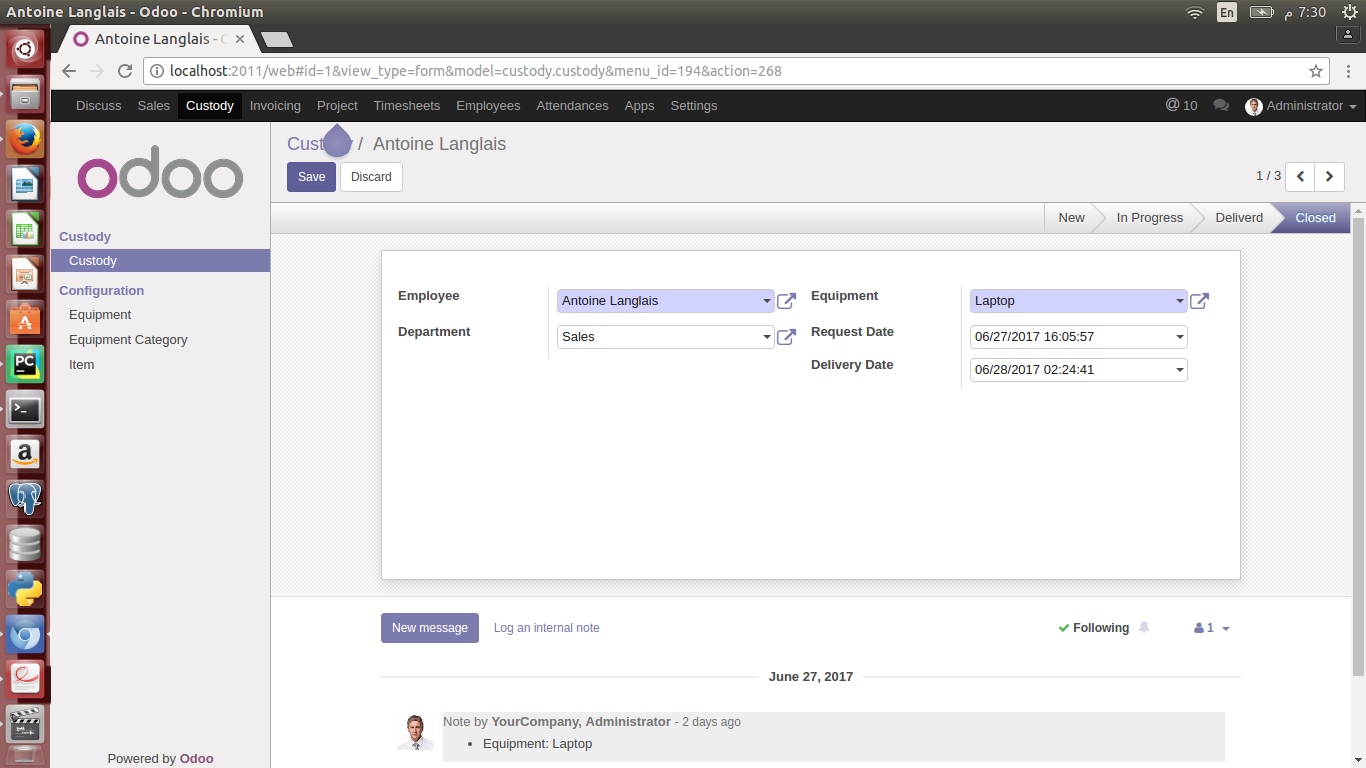 Antoine Langlais - Odoo - Chromium
En
7:30 م
Antoine Langlais - O
localhost:2011/web#id=1&view_type=form&model=custody.custody&menu_id=194&action=268
Discuss Sales Custody Invoicing Project Timesheets Employees Attendances Apps Settings
@ 10
Administrator
odoo
Custody
Custody
Configuration
Equipment
Equipment Category
Item
Powered by Odoo
/ Antoine Langlais
Save Discard
1 / 3
New In Progress Deliverd Closed
Employee Antoine Langlais
Department Sales
Equipment Laptop
Request Date 06/27/2017 16:05:57
Delivery Date 06/28/2017 02:24:41
New message Log an internal note
Following
1
June 27, 2017
Note by YourCompany, Administrator - 2 days ago
• Equipment: Laptop
PC
>_
a